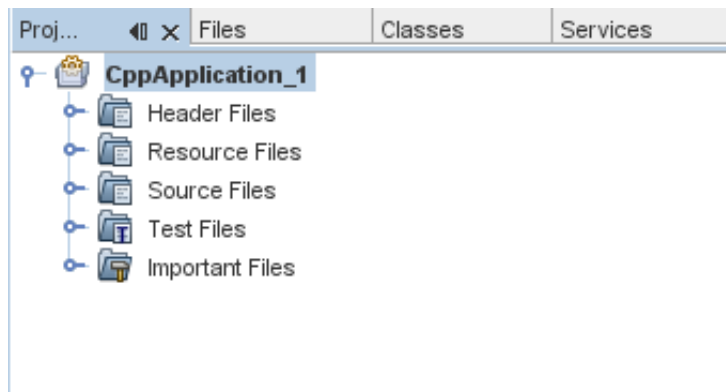 Proj... Files Classes Services
CppApplication_1
Header Files
Resource Files
Source Files
Test Files
Important Files